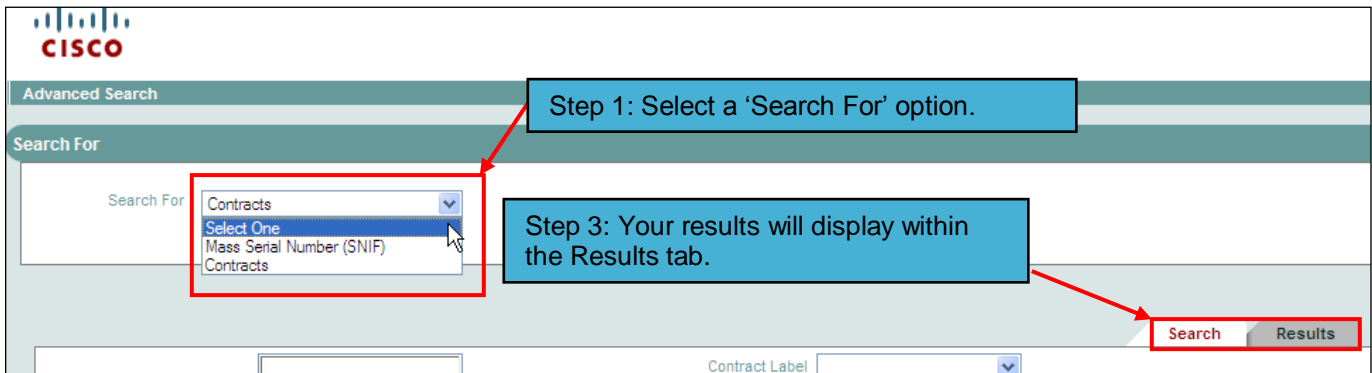 CISCO
Advanced Search
Step 1: Select a ‘Search For’ option.
Search For
Search For
Contracts
Select One
Mass Serial Number (SNIF)
Contracts
Step 3: Your results will display within
the Results tab.
Search
Results
Contract Label